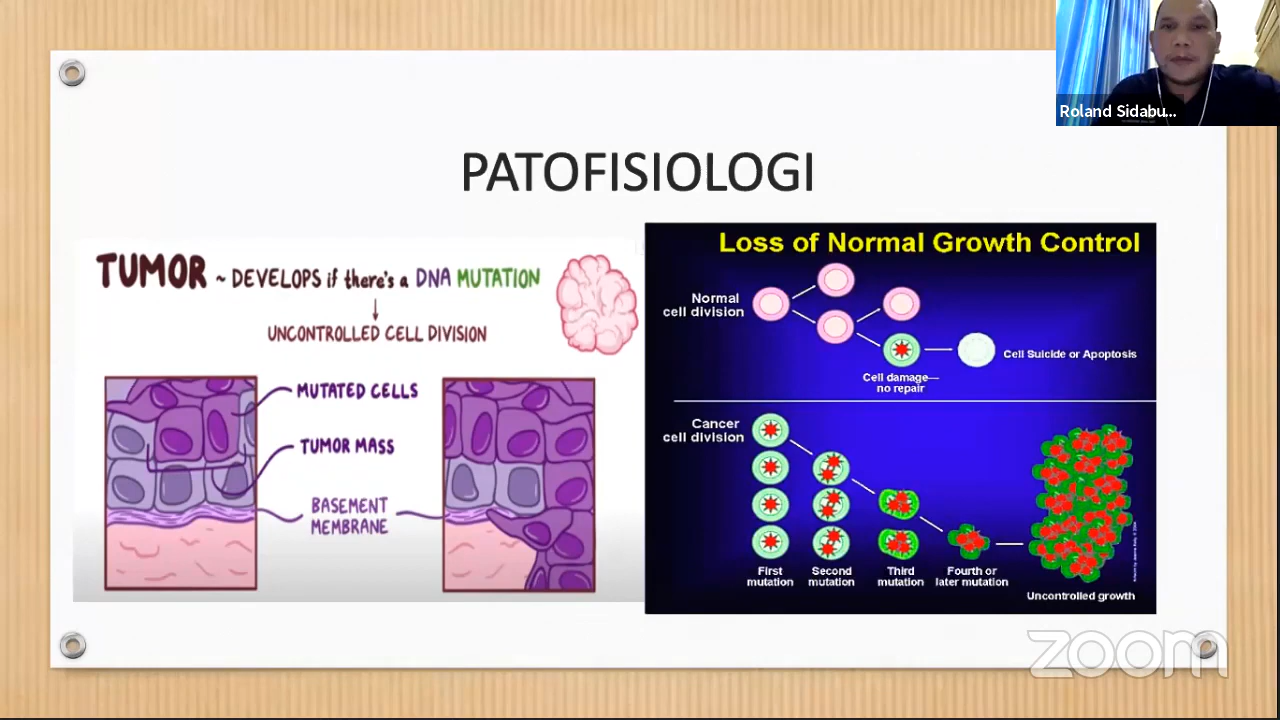 Roland Sidabu...
PATOFISIOLOGI
TUMOR ~ DEVELOPS if there's a DNA MUTATION
UNCONTROLLED CELL DIVISION
MUTATED CELLS
TUMOR MASS
BASEMENT
MEMBRANE
Loss of Normal Growth Control
Normal
cell division
Cell Suicide or Apoptosis
Cell damage—
no repair
Cancer
cell division
First
mutation
Second
mutation
Third
mutation
Fourth or
later mutation
Uncontrolled growth
zoom